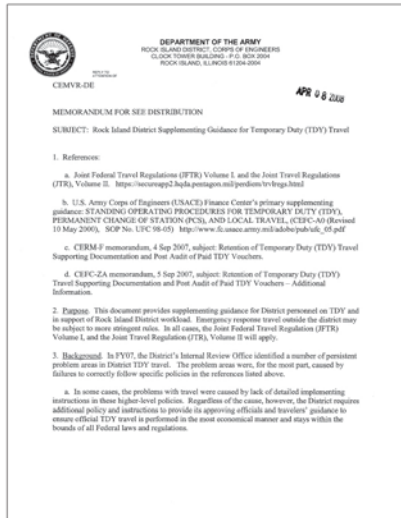 DEPARTMENT OF THE ARMY
ROCK ISLAND DISTRICT, CORPS OF ENGINEERS
CLOCK TOWER BUILDING - P.O. BOX 2004
ROCK ISLAND, ILLINOIS 61204-2004
REPLY TO
ATTENTION OF
CEMVR-DE
APR 08 2008
MEMORANDUM FOR SEE DISTRIBUTION
SUBJECT: Rock Island District Supplementing Guidance for Temporary Duty (TDY) Travel
1. References:
a. Joint Federal Travel Regulations (JFTR) Volume I. and the Joint Travel Regulations
(JTR), Volume II. https://secureapp2.hqda.pentagon.mil/perdiem/trvlregs.html
b. U.S. Army Corps of Engineers (USACE) Finance Center's primary supplementing
guidance: STANDING OPERATING PROCEDURES FOR TEMPORARY DUTY (TDY),
PERMANENT CHANGE OF STATION (PCS), AND LOCAL TRAVEL, (CEFC-A0 (Revised
10 May 2000), SOP No. UFC 98-05) http://www.fc.usace.army.mil/adobe/pub/ufc_05.pdf
c. CERM-F memorandum, 4 Sep 2007, subject: Retention of Temporary Duty (TDY) Travel
Supporting Documentation and Post Audit of Paid TDY Vouchers.
d. CEFC-ZA memorandum, 5 Sep 2007, subject: Retention of Temporary Duty (TDY)
Travel Supporting Documentation and Post Audit of Paid TDY Vouchers – Additional
Information.
2. Purpose. This document provides supplementing guidance for District personnel on TDY and
in support of Rock Island District workload. Emergency response travel outside the district may
be subject to more stringent rules. In all cases, the Joint Federal Travel Regulation (JFTR)
Volume I, and the Joint Travel Regulation (JTR), Volume II will apply.
3. Background. In FY07, the District's Internal Review Office identified a number of persistent
problem areas in District TDY travel. The problem areas were, for the most part, caused by
failures to correctly follow specific policies in the references listed above.
a. In some cases, the problems with travel were caused by lack of detailed implementing
instructions in these higher-level policies. Regardless of the cause, however, the District requires
additional policy and instructions to provide its approving officials and travelers' guidance to
ensure official TDY travel is performed in the most economical manner and stays within the
bounds of all Federal laws and regulations.